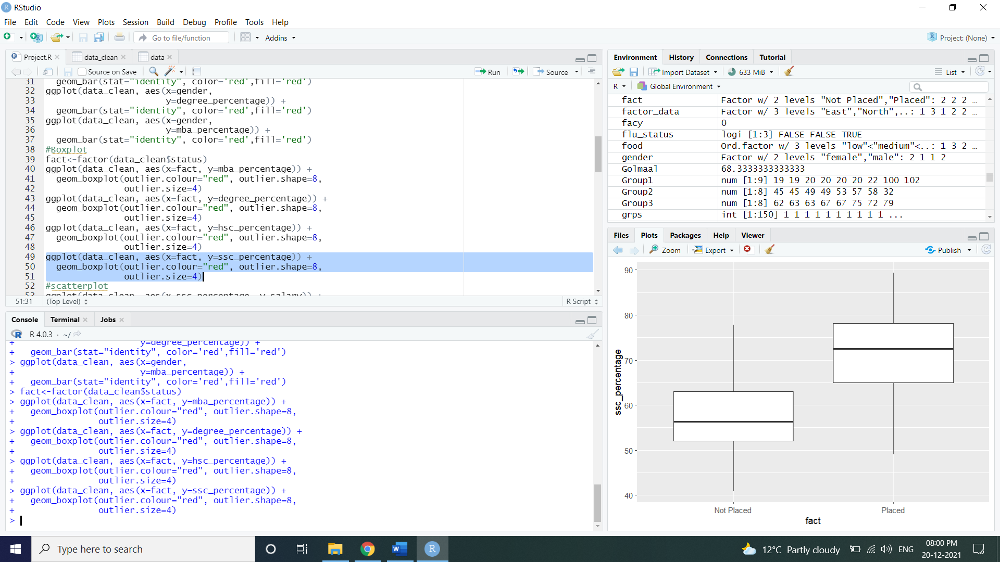 RStudio
File Edit Code View Plots Session Build Debug Profile Tools Help
Go to file/function Addins Project: (None)
Project.R data_clean data
Source on Save Run Source
31 geom_bar(stat="identity", color='red',fill='red')
32 ggplot(data_clean, aes(x=gender,
33 y=degree_percentage)) +
34 geom_bar(stat="identity", color='red',fill='red')
35 ggplot(data_clean, aes(x=gender,
36 y=mba_percentage)) +
37 geom_bar(stat="identity", color='red',fill='red')
38 #Boxplot
39 fact<-factor(data_clean$status)
40 ggplot(data_clean, aes(x=fact, y=mba_percentage)) +
41 geom_boxplot(outlier.colour="red", outlier.shape=8,
42 outlier.size=4)
43 ggplot(data_clean, aes(x=fact, y=degree_percentage)) +
44 geom_boxplot(outlier.colour="red", outlier.shape=8,
45 outlier.size=4)
46 ggplot(data_clean, aes(x=fact, y=hsc_percentage)) +
47 geom_boxplot(outlier.colour="red", outlier.shape=8,
48 outlier.size=4)
49 ggplot(data_clean, aes(x=fact, y=ssc_percentage)) +
50 geom_boxplot(outlier.colour="red", outlier.shape=8,
51 outlier.size=4)
52 #scatterplot
53 ggplot(data_clean, aes(x=ssc_percentage, y=salary)) +
51:31 (Top Level) R Script
Console Terminal Jobs
R 4.0.3 · ~/
+ y=degree_percentage)) +
+ geom_bar(stat="identity", color='red',fill='red')
> ggplot(data_clean, aes(x=gender,
+ y=mba_percentage)) +
+ geom_bar(stat="identity", color='red',fill='red')
> fact<-factor(data_clean$status)
> ggplot(data_clean, aes(x=fact, y=mba_percentage)) +
+ geom_boxplot(outlier.colour="red", outlier.shape=8,
+ outlier.size=4)
> ggplot(data_clean, aes(x=fact, y=degree_percentage)) +
+ geom_boxplot(outlier.colour="red", outlier.shape=8,
+ outlier.size=4)
> ggplot(data_clean, aes(x=fact, y=hsc_percentage)) +
+ geom_boxplot(outlier.colour="red", outlier.shape=8,
+ outlier.size=4)
> ggplot(data_clean, aes(x=fact, y=ssc_percentage)) +
+ geom_boxplot(outlier.colour="red", outlier.shape=8,
+ outlier.size=4)
>
Environment History Connections Tutorial
Import Dataset 633 MiB List
R Global Environment
fact Factor w/ 2 levels "Not Placed","Placed": 2 2 2 …
factor_data Factor w/ 3 levels "East","North",..: 1 3 1 2 2 …
facy 0
flu_status logi [1:3] FALSE FALSE TRUE
food Ord.factor w/ 3 levels "low"<"medium"<..: 1 3 2 …
gender Factor w/ 2 levels "female","male": 2 1 1 2
Golmaal 68.3333333333333
Group1 num [1:9] 19 19 20 20 20 20 22 100 102
Group2 num [1:8] 45 45 49 49 53 57 58 32
Group3 num [1:8] 62 63 63 67 67 75 72 79
grps int [1:150] 1 1 1 1 1 1 1 1 1 1 ...
Files Plots Packages Help Viewer
Zoom Export Publish
90
80
70
60
50
40
ssc_percentage
Not Placed Placed
fact
Type here to search
12°C Partly cloudy ENG
08:00 PM
20-12-2021